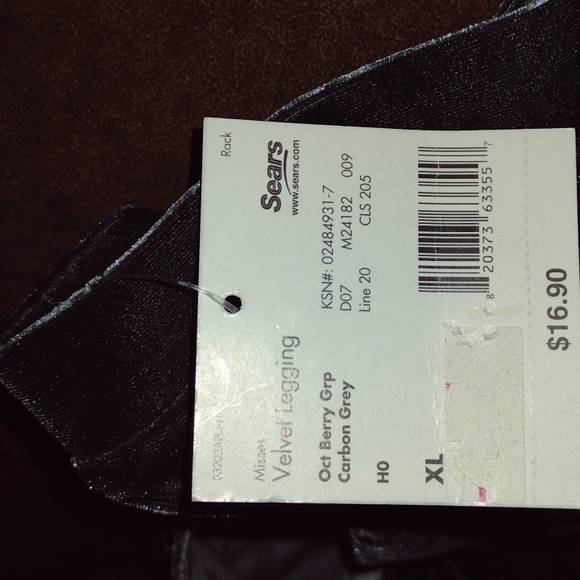 Rack
Sears
www.sears.com
KSN#: 02484931-7
D07 M24182 009
Line 20 CLS 205
8 20373 63355 7
Misses
Velvet Legging
Oct Berry Grp
Carbon Grey
H0
XL
$16.90